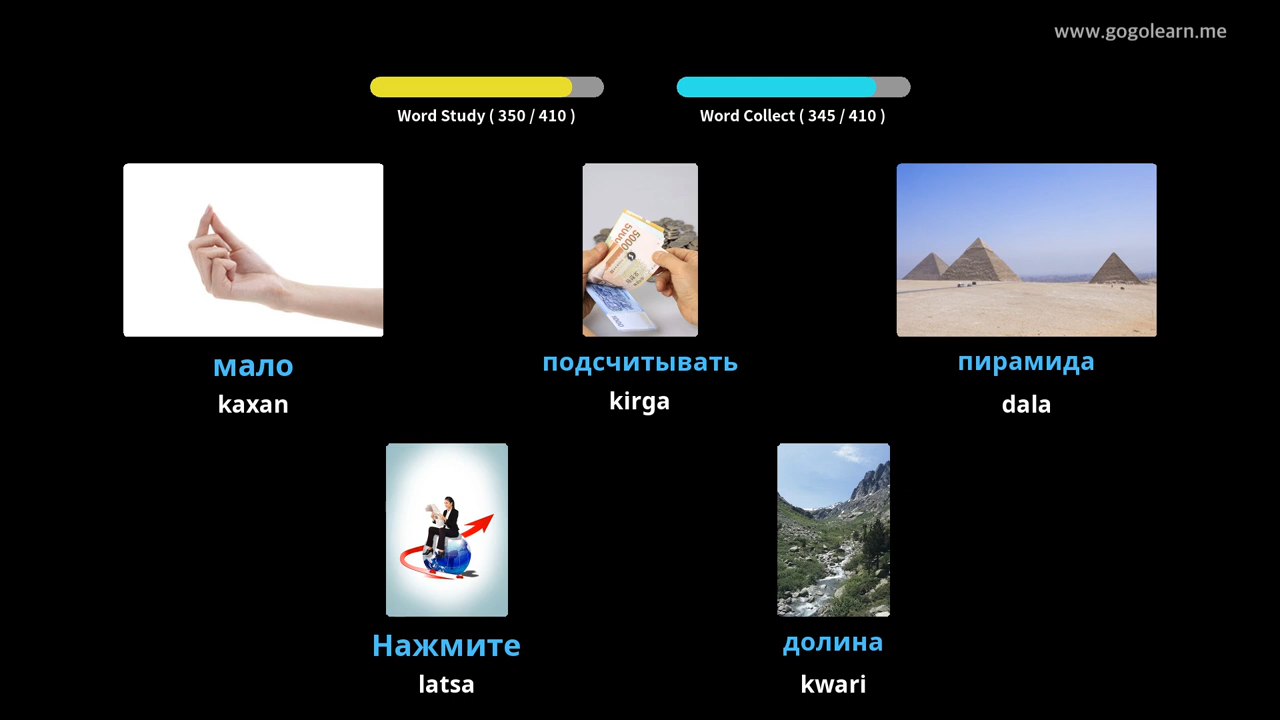 www.gogolearn.me
Word Study ( 350 / 410 )
Word Collect ( 345 / 410 )
мало
kaxan
подсчитывать
kirga
пирамида
dala
Нажмите
latsa
долина
kwari